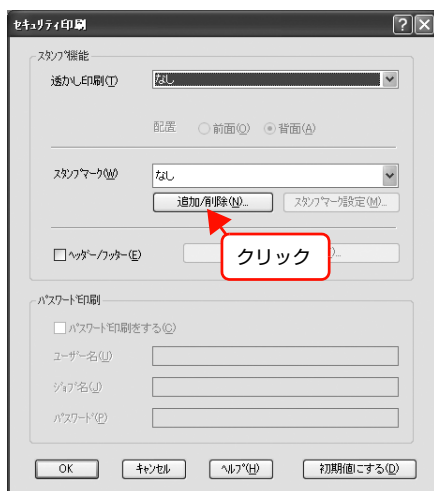 セキュリティ印刷
スタンプ機能
透かし印刷(T) なし
配置 前面(O) 背面(A)
スタンプマーク(W) なし
追加/削除(N)... スタンプマーク設定(M)...
クリック
ヘッダー/フッター(E)
パスワード印刷
パスワード印刷をする(C)
ユーザー名(U)
ジョブ名(J)
パスワード(P)
OK キャンセル ヘルプ(H) 初期値にする(D)